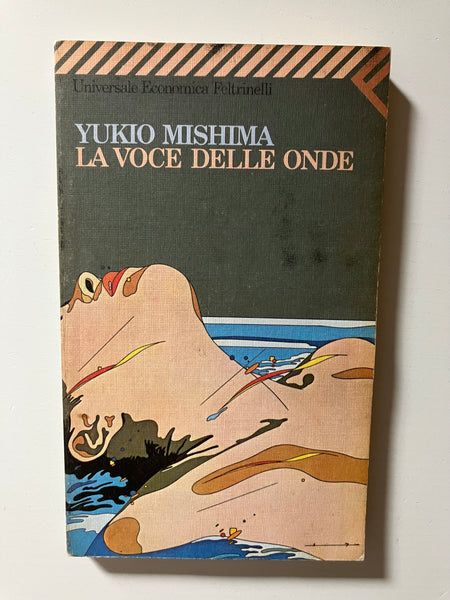 Universale Economica Feltrinelli
YUKIO MISHIMA
LA VOCE DELLE ONDE